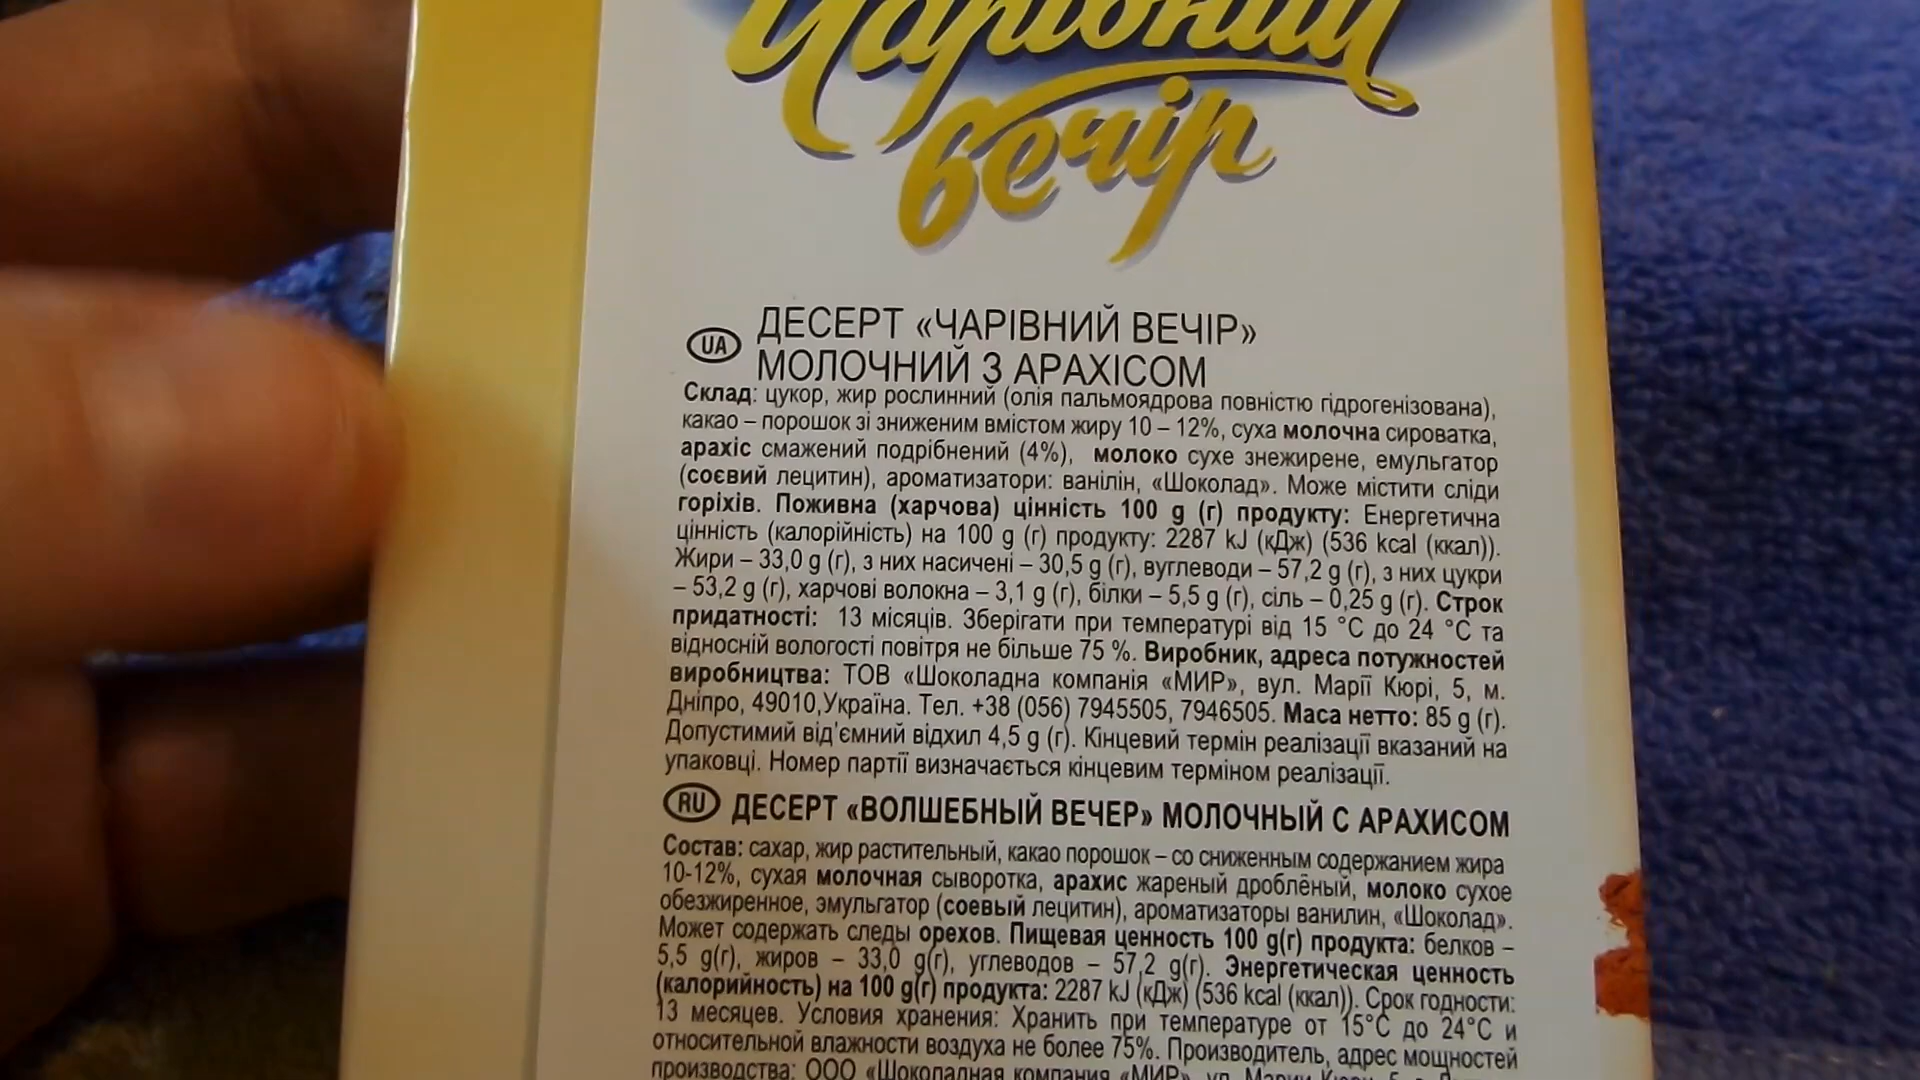 Чарівний
вечір
UA ДЕСЕРТ «ЧАРІВНИЙ ВЕЧІР»
МОЛОЧНИЙ З АРАХІСОМ
Склад: цукор, жир рослинний (олія пальмоядрова повністю гідрогенізована),
какао – порошок зі зниженим вмістом жиру 10 – 12%, суха молочна сироватка,
арахіс смажений подрібнений (4%), молоко сухе знежирене, емульгатор
(соєвий лецитин), ароматизатори: ванілін, «Шоколад». Може містити сліди
горіхів. Поживна (харчова) цінність 100 g (г) продукту: Енергетична
цінність (калорійність) на 100 g (г) продукту: 2287 kJ (кДж) (536 kcal (ккал)).
Жири – 33,0 g (г), з них насичені – 30,5 g (г), вуглеводи – 57,2 g (г), з них цукри
– 53,2 g (г), харчові волокна – 3,1 g (г), білки – 5,5 g (г), сіль – 0,25 g (г). Строк
придатності: 13 місяців. Зберігати при температурі від 15 °C до 24 °C та
відносній вологості повітря не більше 75 %. Виробник, адреса потужностей
виробництва: ТОВ «Шоколадна компанія «МИР», вул. Марії Кюрі, 5, м.
Дніпро, 49010,Україна. Тел. +38 (056) 7945505, 7946505. Маса нетто: 85 g (г).
Допустимий від'ємний відхил 4,5 g (г). Кінцевий термін реалізації вказаний на
упаковці. Номер партії визначається кінцевим терміном реалізації.
RU ДЕСЕРТ «ВОЛШЕБНЫЙ ВЕЧЕР» МОЛОЧНЫЙ С АРАХИСОМ
Состав: сахар, жир растительный, какао порошок – со сниженным содержанием жира
10-12%, сухая молочная сыворотка, арахис жареный дроблёный, молоко сухое
обезжиренное, эмульгатор (соевый лецитин), ароматизаторы ванилин, «Шоколад».
Может содержать следы орехов. Пищевая ценность 100 g(г) продукта: белков –
5,5 g(г), жиров – 33,0 g(г), углеводов – 57,2 g(г). Энергетическая ценность
(калорийность) на 100 g(г) продукта: 2287 kJ (кДж) (536 kcal (ккал)). Срок годности:
13 месяцев. Условия хранения: Хранить при температуре от 15°C до 24°C и
относительной влажности воздуха не более 75%. Производитель, адрес мощностей
производства: ООО «Шоколадная компания «МИР», ул. Марии Кюри, 5